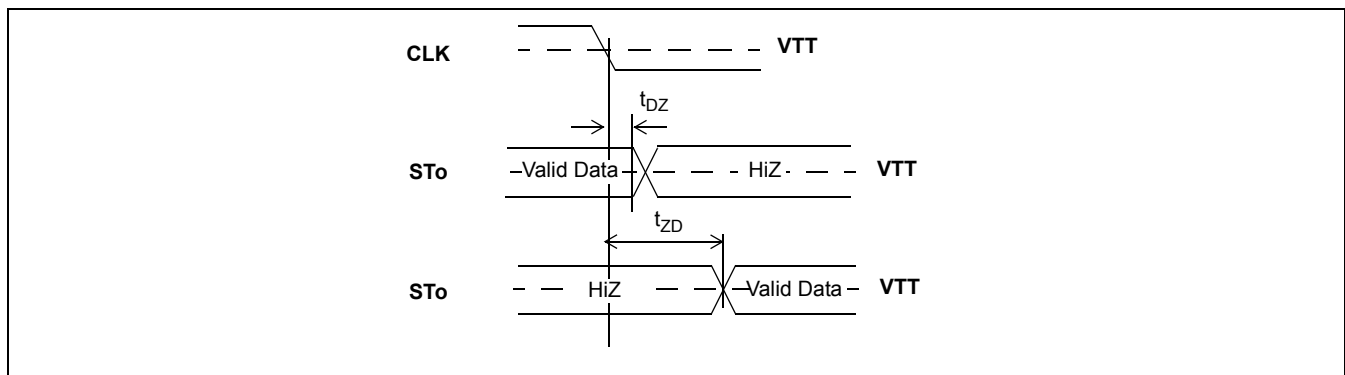 CLK VTT
tDZ
STo Valid Data HiZ VTT
tZD
STo HiZ Valid Data VTT